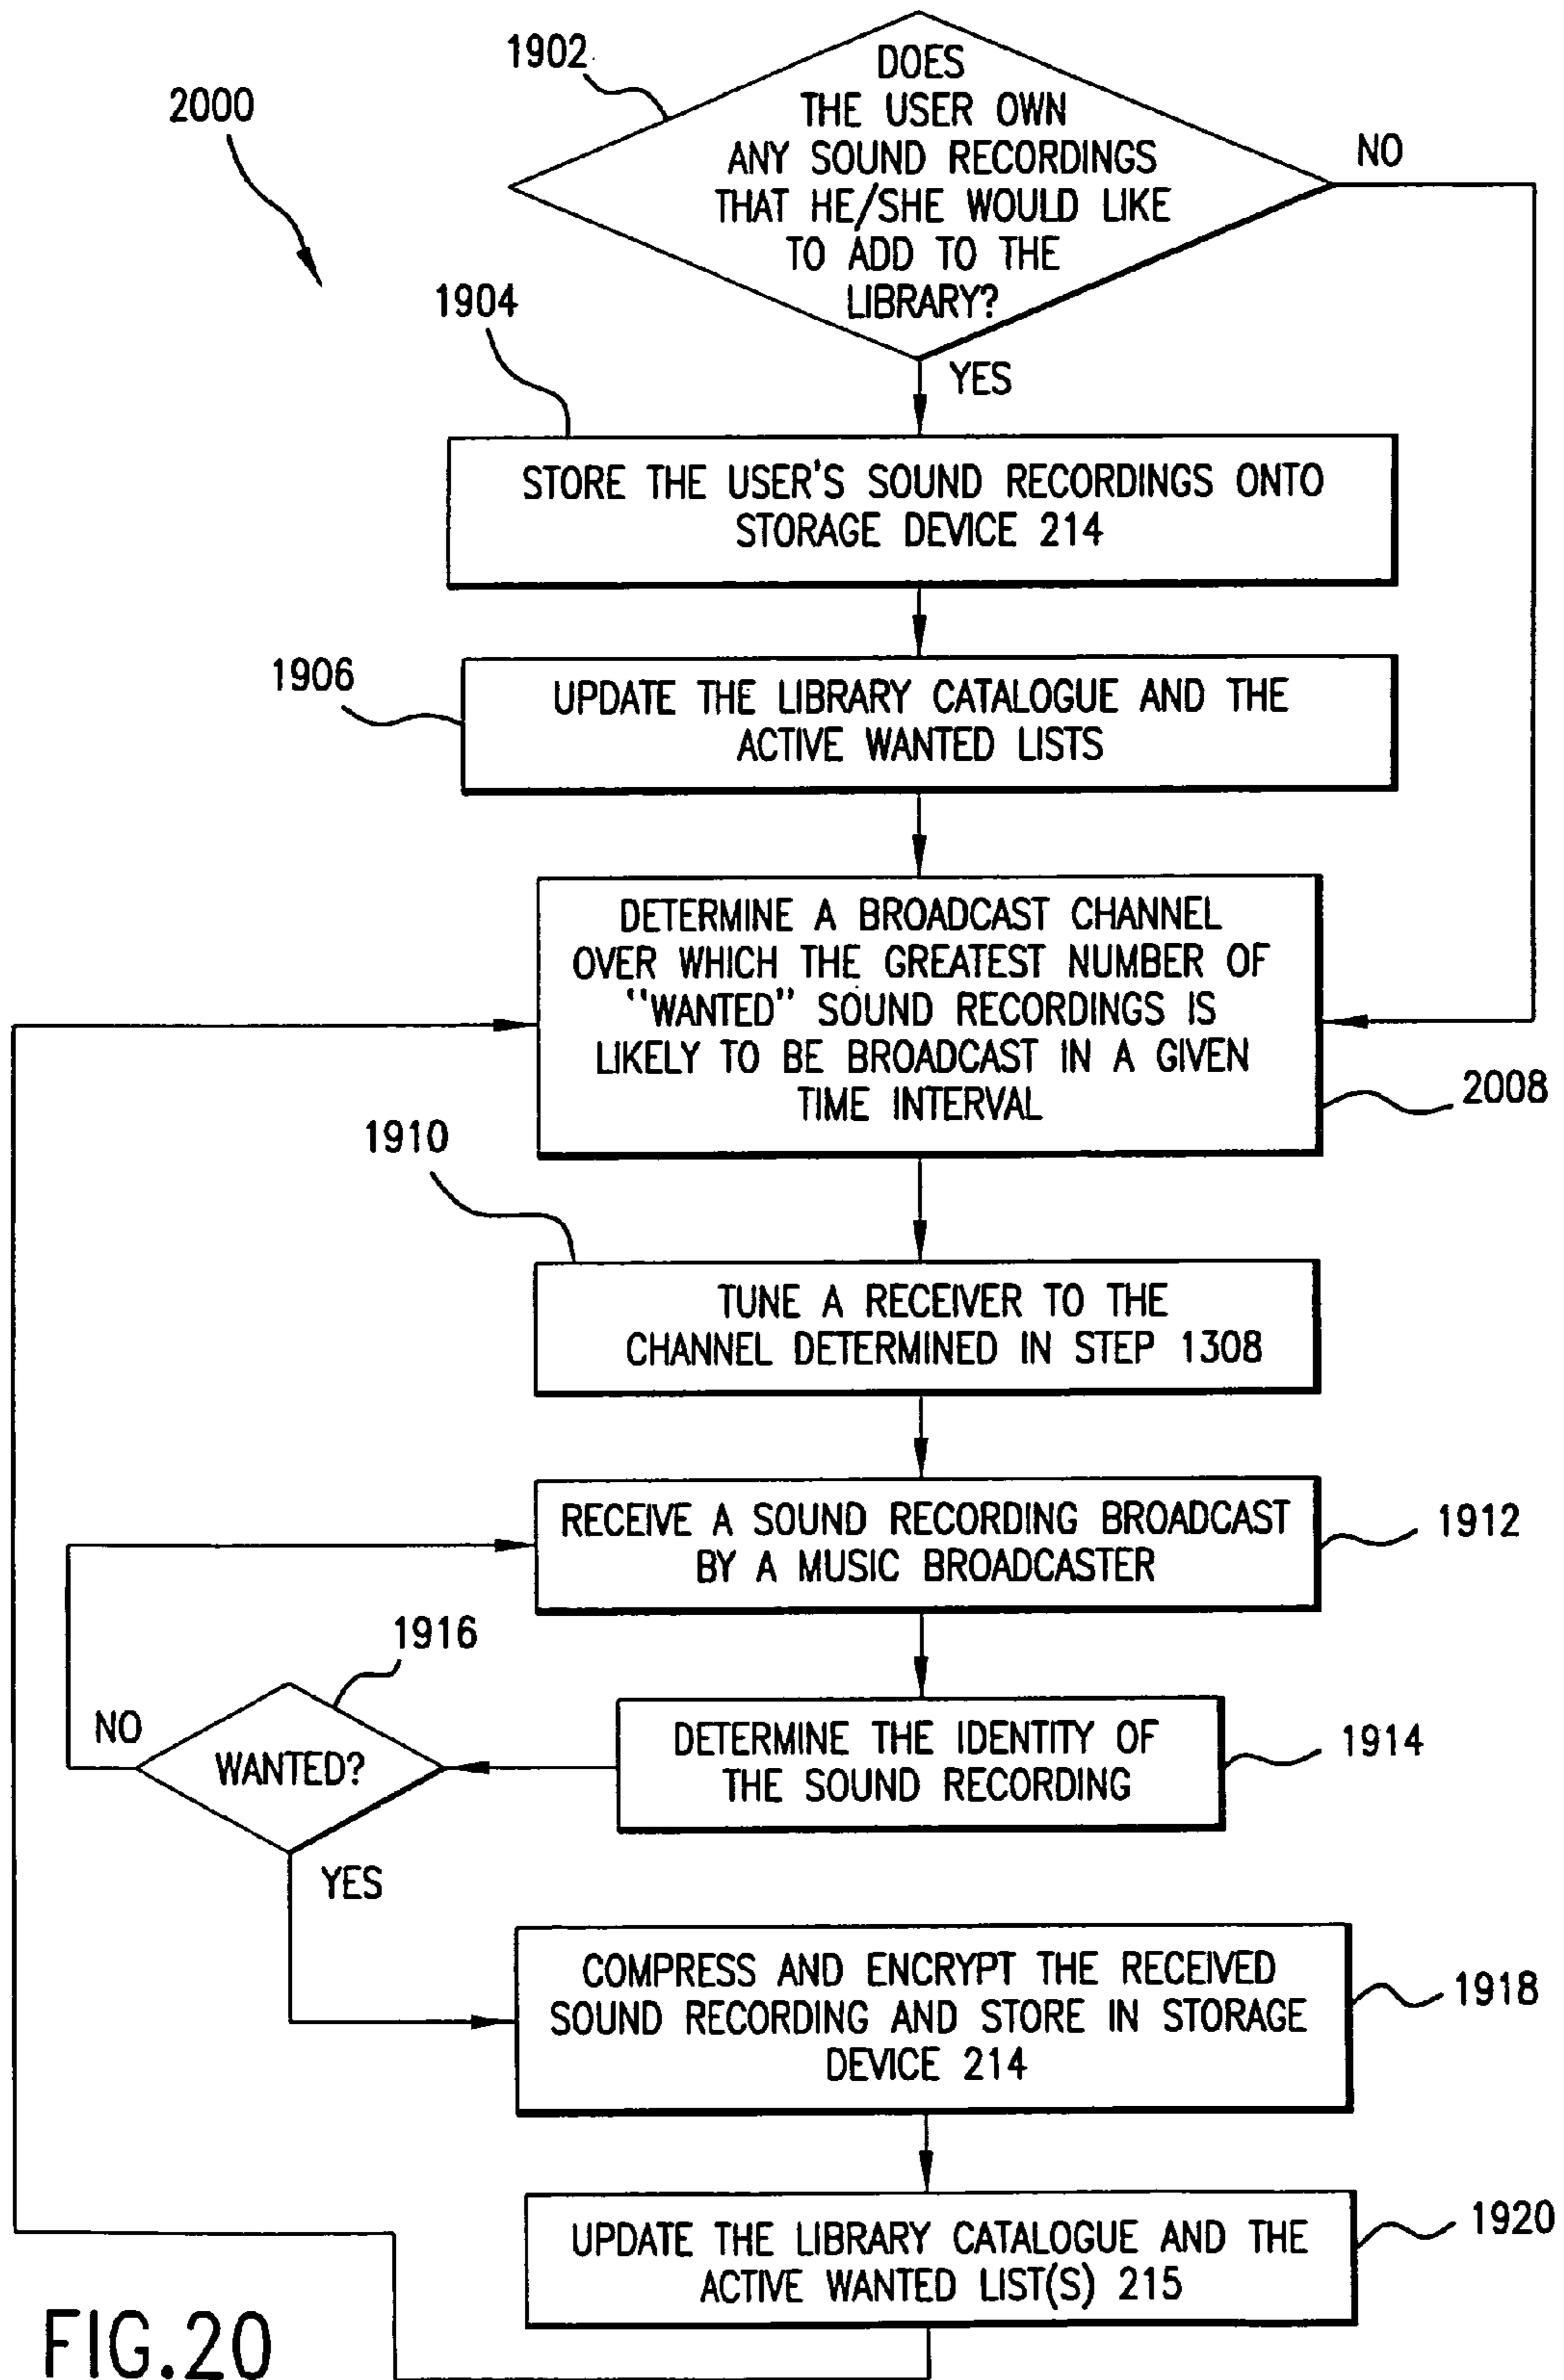 1902
2000
DOES
THE USER OWN
ANY SOUND RECORDINGS
THAT HE/SHE WOULD LIKE
TO ADD TO THE
LIBRARY?
NO
YES
1904
STORE THE USER'S SOUND RECORDINGS ONTO
STORAGE DEVICE 214
1906
UPDATE THE LIBRARY CATALOGUE AND THE
ACTIVE WANTED LISTS
DETERMINE A BROADCAST CHANNEL
OVER WHICH THE GREATEST NUMBER OF
"WANTED" SOUND RECORDINGS IS
LIKELY TO BE BROADCAST IN A GIVEN
TIME INTERVAL
2008
1910
TUNE A RECEIVER TO THE
CHANNEL DETERMINED IN STEP 1308
RECEIVE A SOUND RECORDING BROADCAST
BY A MUSIC BROADCASTER
1912
1916
NO
WANTED?
YES
DETERMINE THE IDENTITY OF
THE SOUND RECORDING
1914
COMPRESS AND ENCRYPT THE RECEIVED
SOUND RECORDING AND STORE IN STORAGE
DEVICE 214
1918
UPDATE THE LIBRARY CATALOGUE AND THE
ACTIVE WANTED LIST(S) 215
1920
FIG.20